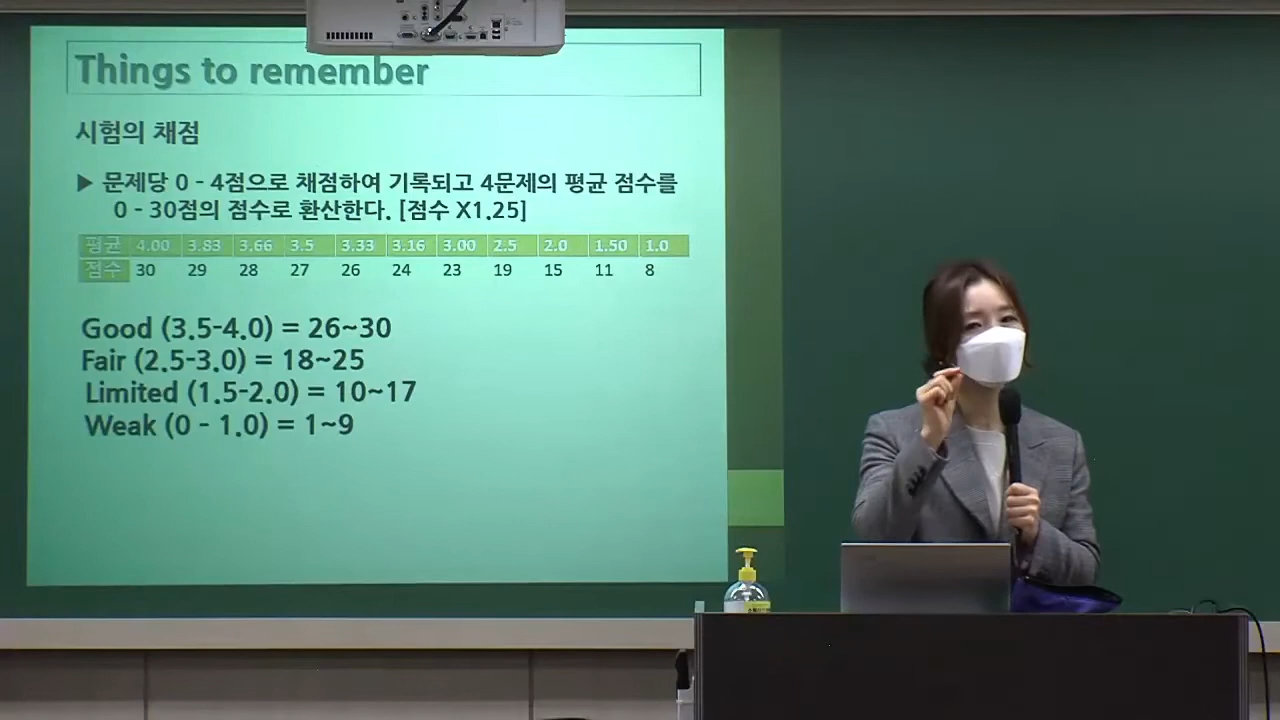 Things to remember
시험의 채점
▶ 문제당 0 - 4점으로 채점하여 기록되고 4문제의 평균 점수를
0 - 30점의 점수로 환산한다. [점수 X1.25]
평균 4.00 3.83 3.66 3.5 3.33 3.16 3.00 2.5 2.0 1.50 1.0
점수 30 29 28 27 26 24 23 19 15 11 8
Good (3.5-4.0) = 26~30
Fair (2.5-3.0) = 18~25
Limited (1.5-2.0) = 10~17
Weak (0 - 1.0) = 1~9